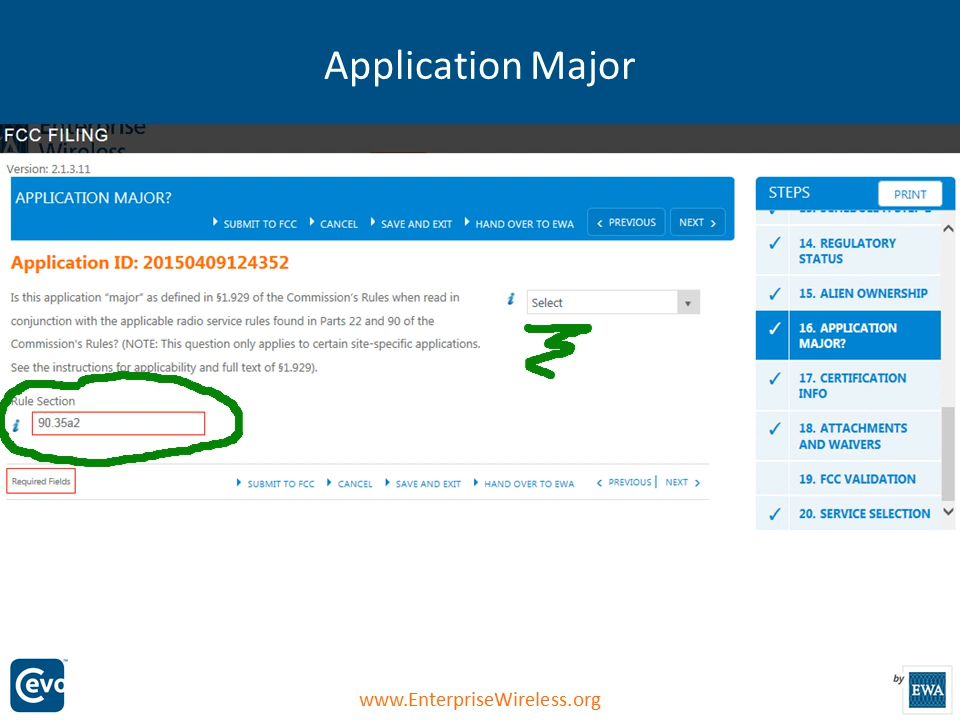 Application Major
Enterprise
FCC FILING
Wireless
Version: 2.1.3.11
APPLICATION MAJOR?
SUBMIT TO FCC CANCEL SAVE AND EXIT HAND OVER TO EWA PREVIOUS NEXT
Application ID: 20150409124352
Is this application "major" as defined in §1.929 of the Commission's Rules when read in
conjunction with the applicable radio service rules found in Parts 22 and 90 of the
Commission's Rules? (NOTE: This question only applies to certain site-specific applications.
See the instructions for applicability and full text of §1.929).
Select
Rule Section
90.35a2
Required Fields
SUBMIT TO FCC CANCEL SAVE AND EXIT HAND OVER TO EWA PREVIOUS NEXT
STEPS
PRINT
14. REGULATORY
STATUS
15. ALIEN OWNERSHIP
16. APPLICATION
MAJOR?
17. CERTIFICATION
INFO
18. ATTACHMENTS
AND WAIVERS
19. FCC VALIDATION
20. SERVICE SELECTION
Cevo
www.EnterpriseWireless.org
by
EWA